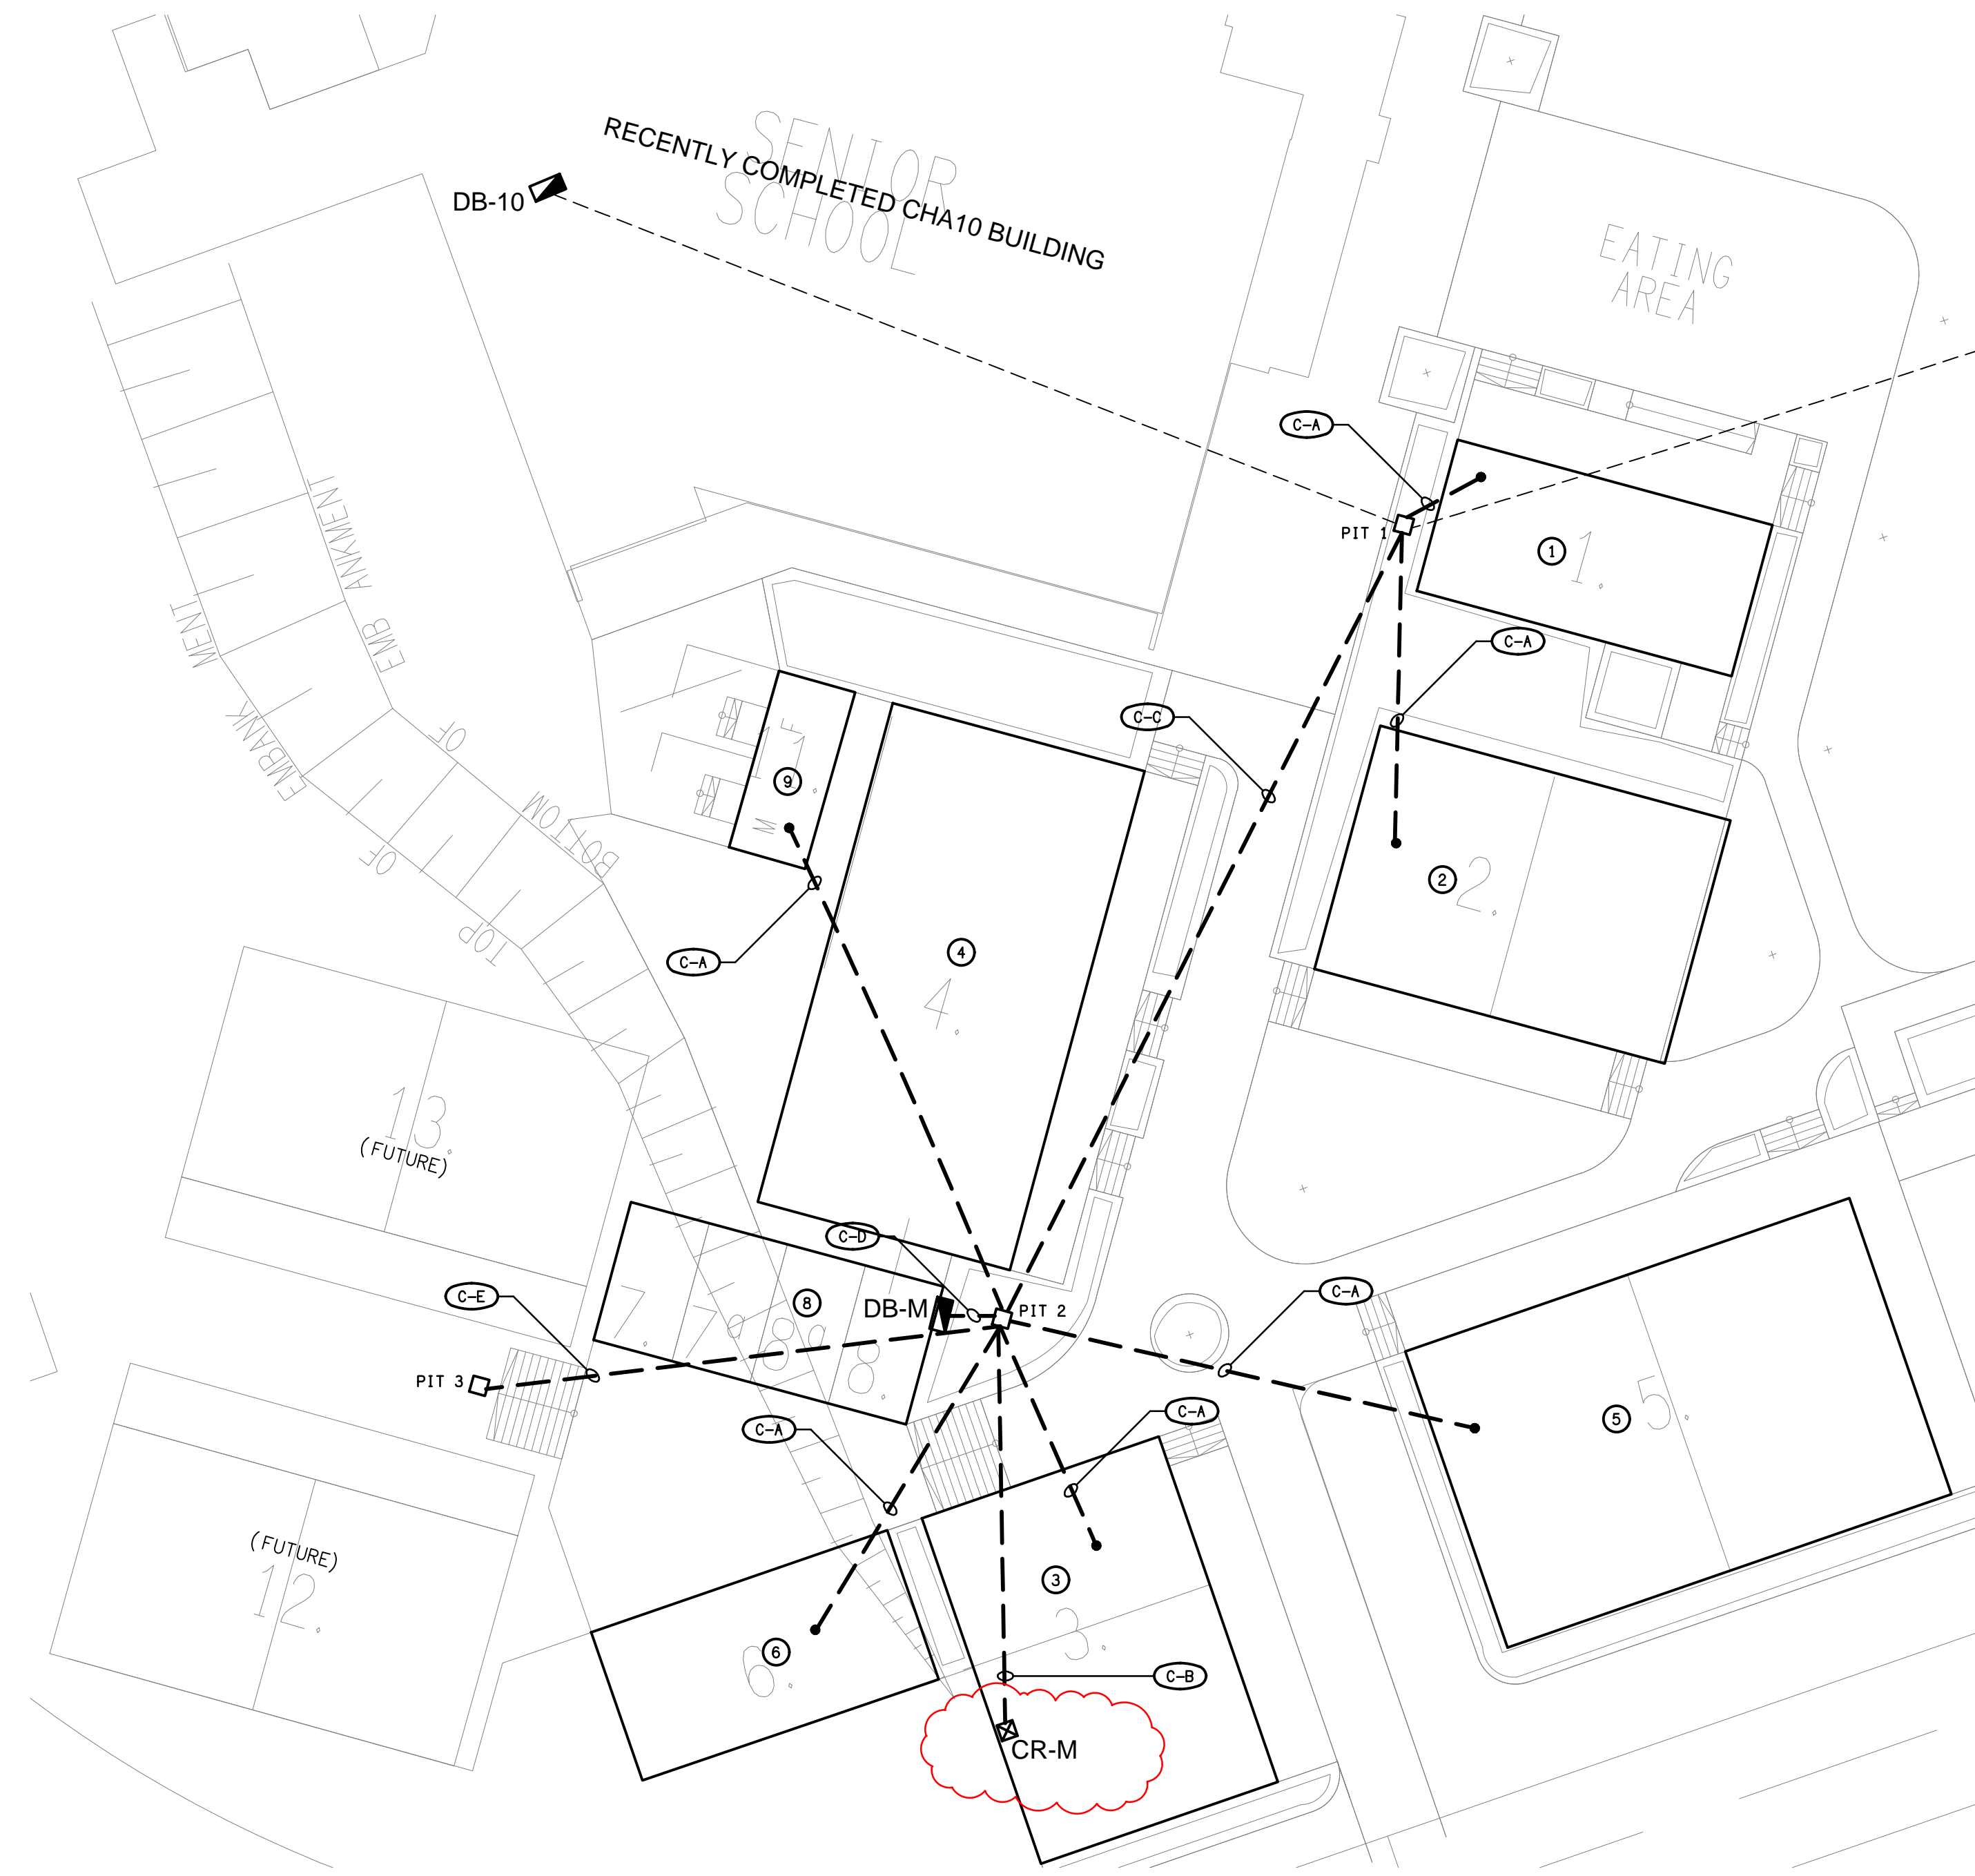 SENIOR
SCHOOL
RECENTLY COMPLETED CHA10 BUILDING
DB-10
EATING
AREA
C-A
PIT 1
1
1.
C-A
C-C
2
2.
9
C-A
4
4.
EMBANKMENT
EMBANKMENT
TOP OF
BOTTOM OF
13.
(FUTURE)
C-D
C-E
8
DB-M
PIT 2
7.
7
8
8.
C-A
PIT 3
C-A
C-A
5
5.
(FUTURE)
12.
3
3.
6
6.
C-B
CR-M